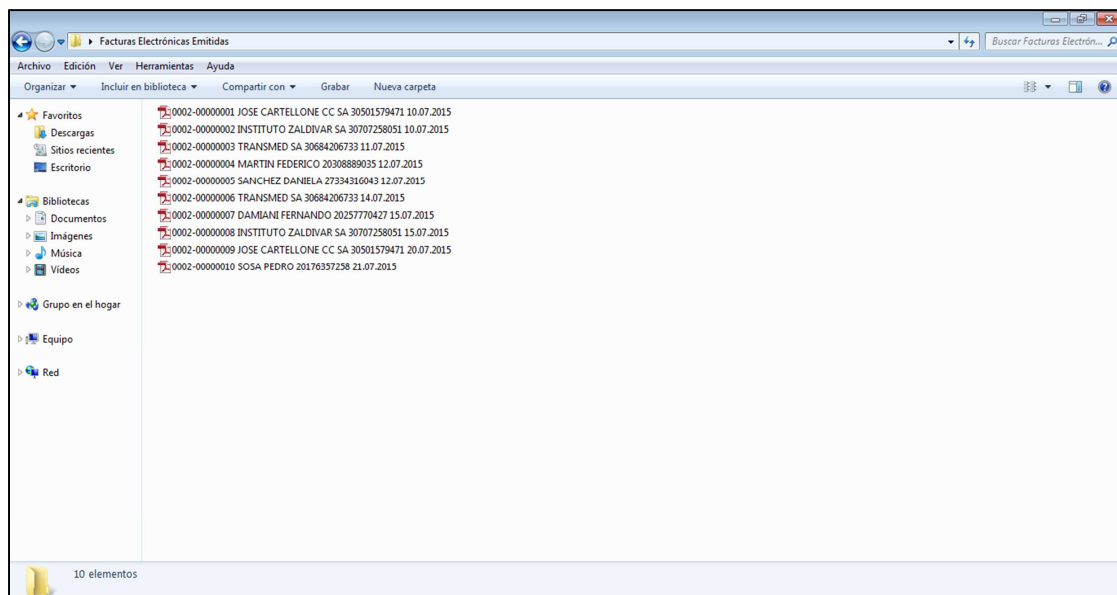 Facturas Electrónicas Emitidas
Buscar Facturas Electrón...
Archivo Edición Ver Herramientas Ayuda
Organizar Incluir en biblioteca Compartir con Grabar Nueva carpeta
Favoritos
Descargas
Sitios recientes
Escritorio
Bibliotecas
Documentos
Imágenes
Música
Vídeos
Grupo en el hogar
Equipo
Red
0002-00000001 JOSE CARTELLONE CC SA 30501579471 10.07.2015
0002-00000002 INSTITUTO ZALDIVAR SA 30707258051 10.07.2015
0002-00000003 TRANSMED SA 30684206733 11.07.2015
0002-00000004 MARTIN FEDERICO 20308889035 12.07.2015
0002-00000005 SANCHEZ DANIELA 27334316043 12.07.2015
0002-00000006 TRANSMED SA 30684206733 14.07.2015
0002-00000007 DAMIANI FERNANDO 20257770427 15.07.2015
0002-00000008 INSTITUTO ZALDIVAR SA 30707258051 15.07.2015
0002-00000009 JOSE CARTELLONE CC SA 30501579471 20.07.2015
0002-00000010 SOSA PEDRO 20176357258 21.07.2015
10 elementos